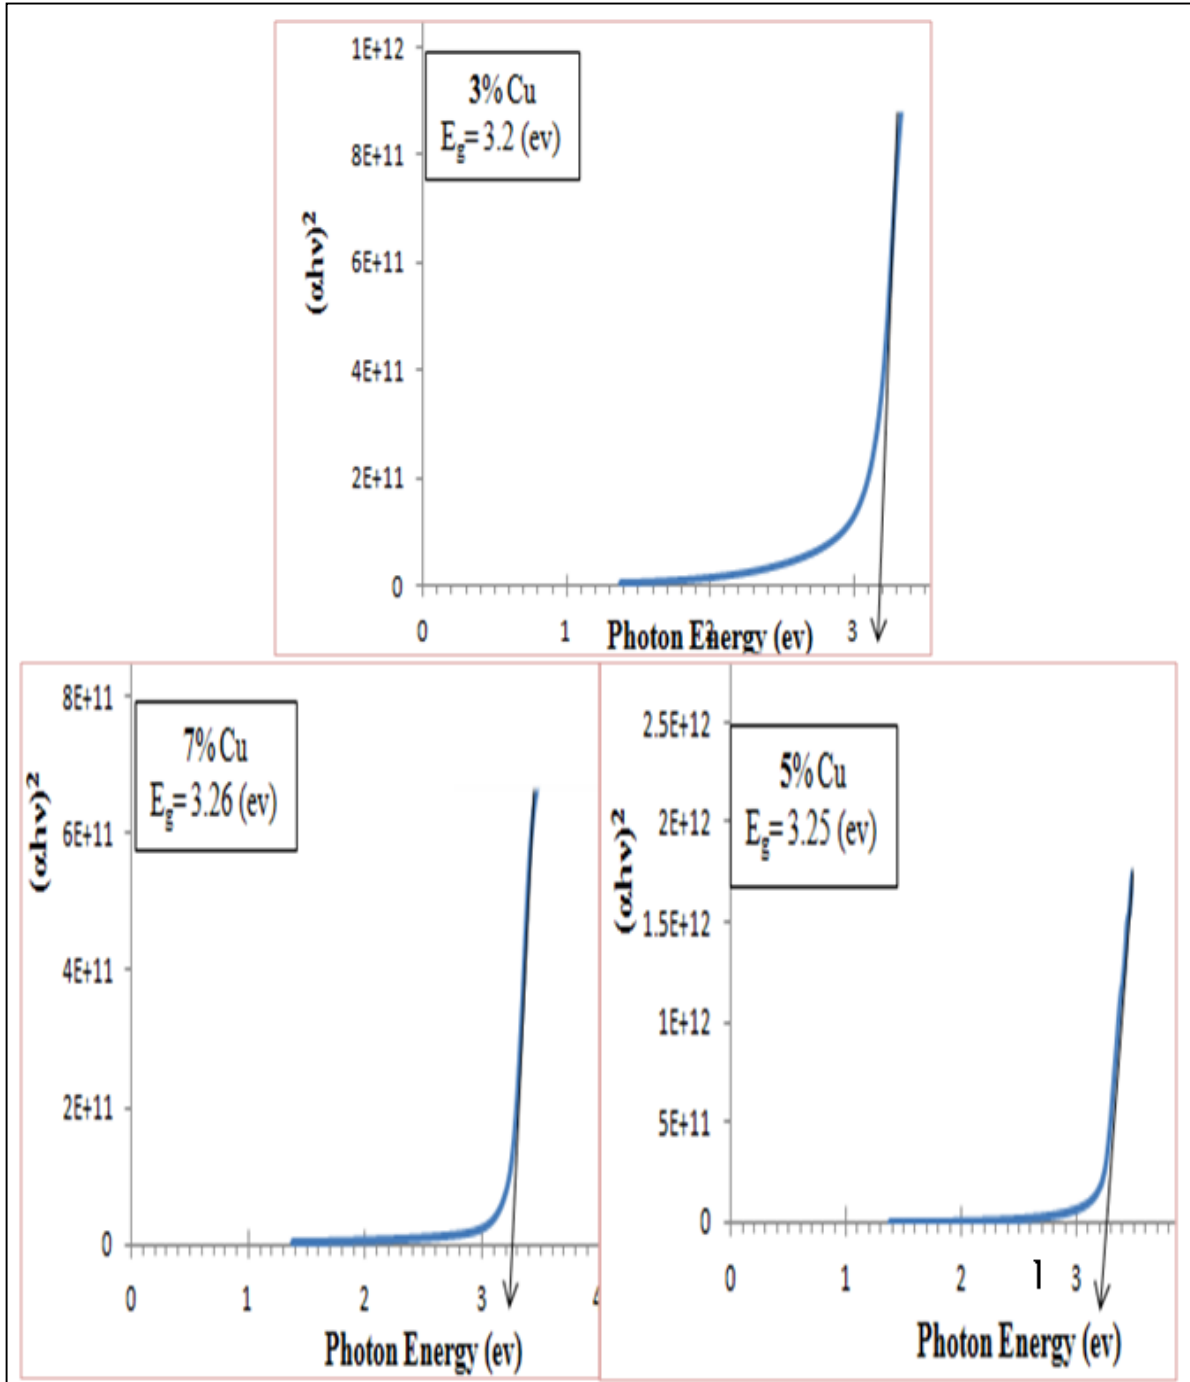 1E+12
3% Cu
Eg= 3.2 (ev)
8E+11
(αhν)²
6E+11
4E+11
2E+11
0
0 1 2 3
Photon Energy (ev)
8E+11
7% Cu
Eg= 3.26 (ev)
(αhν)²
6E+11
4E+11
2E+11
0
0 1 2 3 4
Photon Energy (ev)
2.5E+12
5% Cu
Eg= 3.25 (ev)
2E+12
(αhν)²
1.5E+12
1E+12
5E+11
0
0 1 2 1 3
Photon Energy (ev)